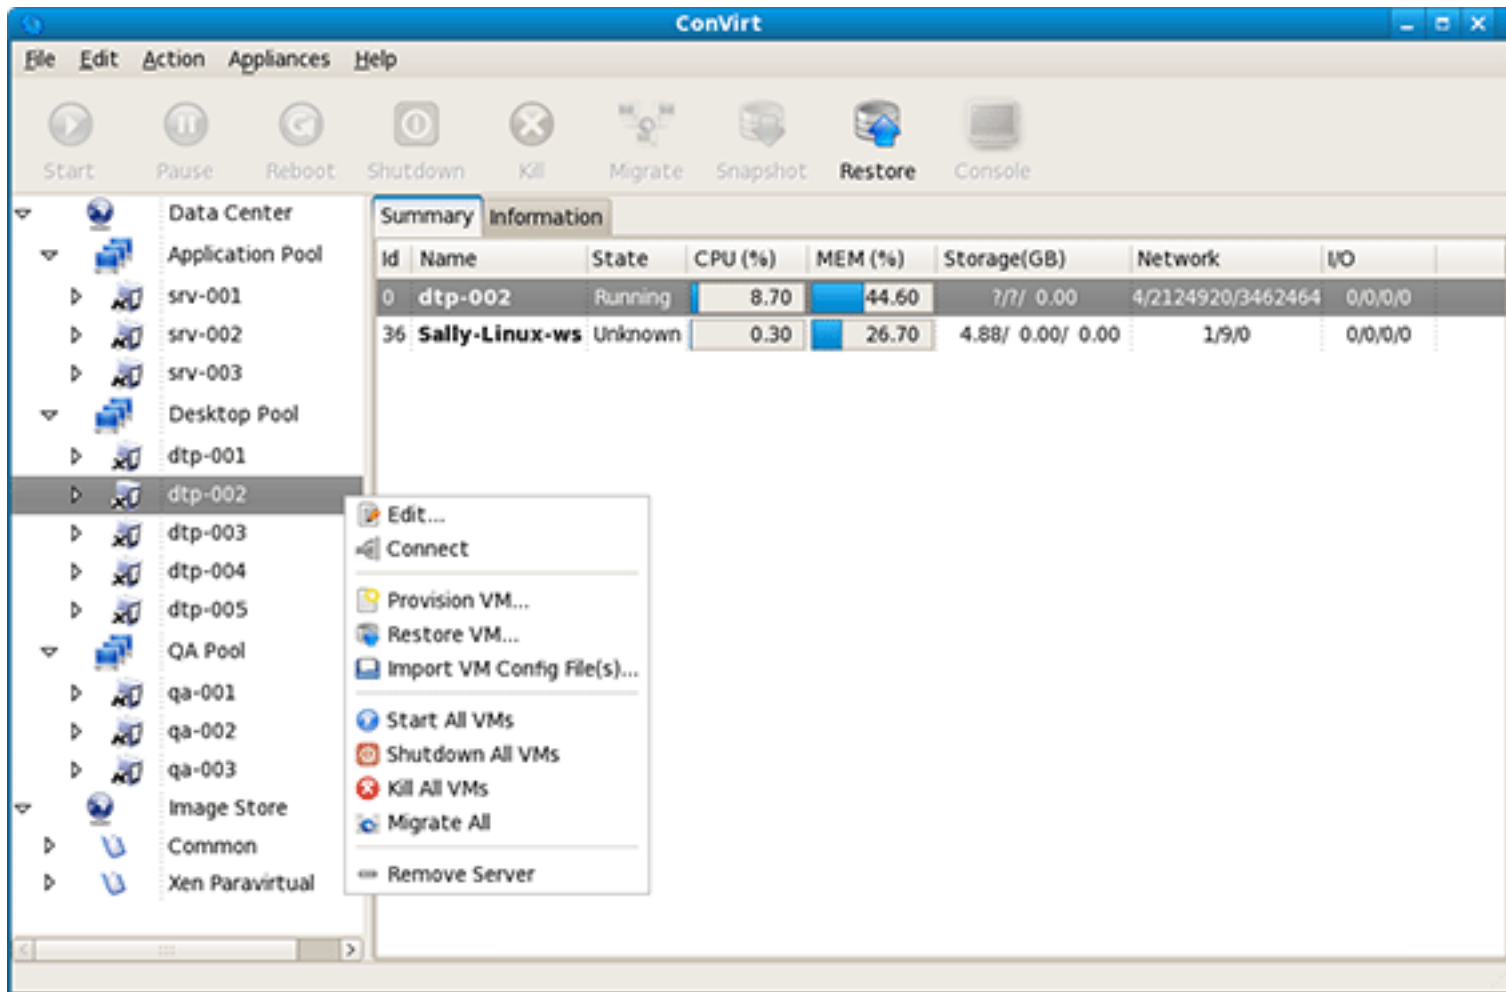 ConVirt
File Edit Action Appliances Help
Start Pause Reboot Shutdown Kill Migrate Snapshot Restore Console
Data Center
Application Pool
srv-001
srv-002
srv-003
Desktop Pool
dtp-001
dtp-002
dtp-003
dtp-004
dtp-005
QA Pool
qa-001
qa-002
qa-003
Image Store
Common
Xen Paravirtual
Summary Information
Id Name State CPU (%) MEM (%) Storage(GB) Network I/O
0 dtp-002 Running 8.70 44.60 ?/?/ 0.00 4/2124920/3462464 0/0/0/0
36 Sally-Linux-ws Unknown 0.30 26.70 4.88/ 0.00/ 0.00 1/9/0 0/0/0/0
Edit...
Connect
Provision VM...
Restore VM...
Import VM Config File(s)...
Start All VMs
Shutdown All VMs
Kill All VMs
Migrate All
Remove Server